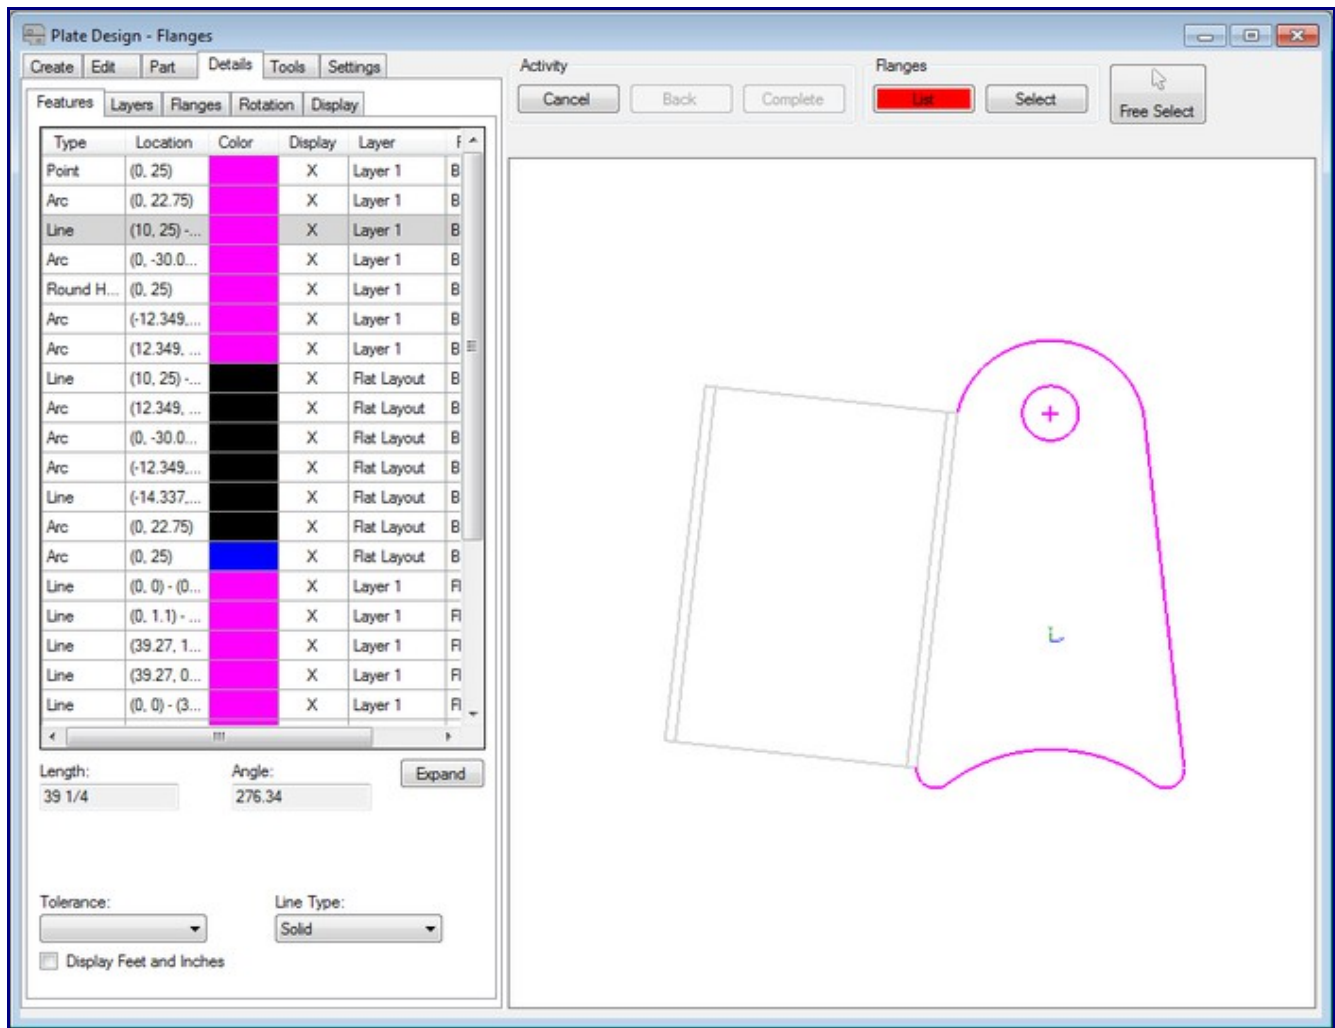 Plate Design - Flanges
Create Edit Part Details Tools Settings
Features Layers Flanges Rotation Display
Activity
Cancel Back Complete
Flanges
List Select
Free Select
Type Location Color Display Layer F
Point (0, 25) X Layer 1 B
Arc (0, 22.75) X Layer 1 B
Line (10, 25) -... X Layer 1 B
Arc (0, -30.0... X Layer 1 B
Round H... (0, 25) X Layer 1 B
Arc (-12.349,... X Layer 1 B
Arc (12.349, ... X Layer 1 B
Line (10, 25) -... X Flat Layout B
Arc (12.349, ... X Flat Layout B
Arc (0, -30.0... X Flat Layout B
Arc (-12.349,... X Flat Layout B
Line (-14.337,... X Flat Layout B
Arc (0, 22.75) X Flat Layout B
Arc (0, 25) X Flat Layout B
Line (0, 0) - (0... X Layer 1 Fl
Line (0, 1.1) - ... X Layer 1 Fl
Line (39.27, 1... X Layer 1 Fl
Line (39.27, 0... X Layer 1 Fl
Line (0, 0) - (3... X Layer 1 Fl
Length: Angle: Expand
39 1/4 276.34
Tolerance: Line Type:
Solid
Display Feet and Inches